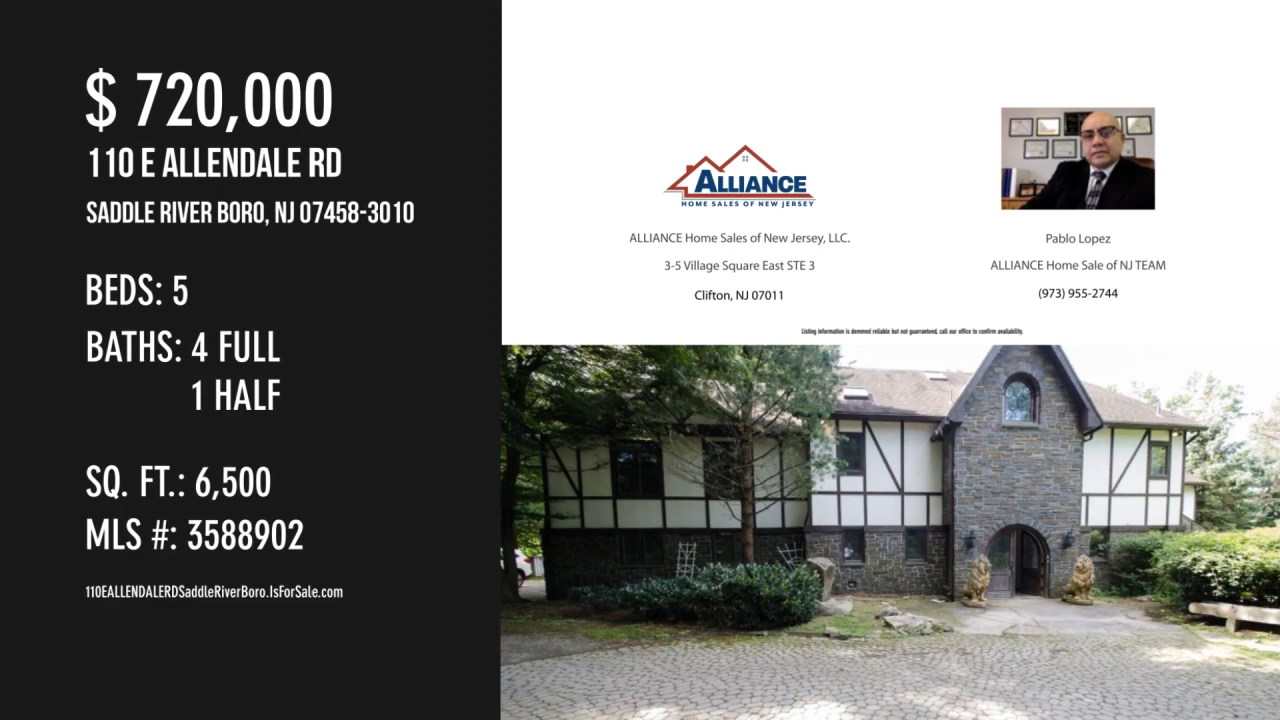 $ 720,000
110 E ALLENDALE RD
SADDLE RIVER BORO, NJ 07458-3010
BEDS: 5
BATHS: 4 FULL
1 HALF
SQ. FT.: 6,500
MLS #: 3588902
110EALLENDALERDSaddleRiverBoro.IsForSale.com
ALLIANCE
HOME SALES OF NEW JERSEY
ALLIANCE Home Sales of New Jersey, LLC.
3-5 Village Square East STE 3
Clifton, NJ 07011
Pablo Lopez
ALLIANCE Home Sale of NJ TEAM
(973) 955-2744
Listing information is demmed reliable but not guarranteed, call our office to confirm availability.